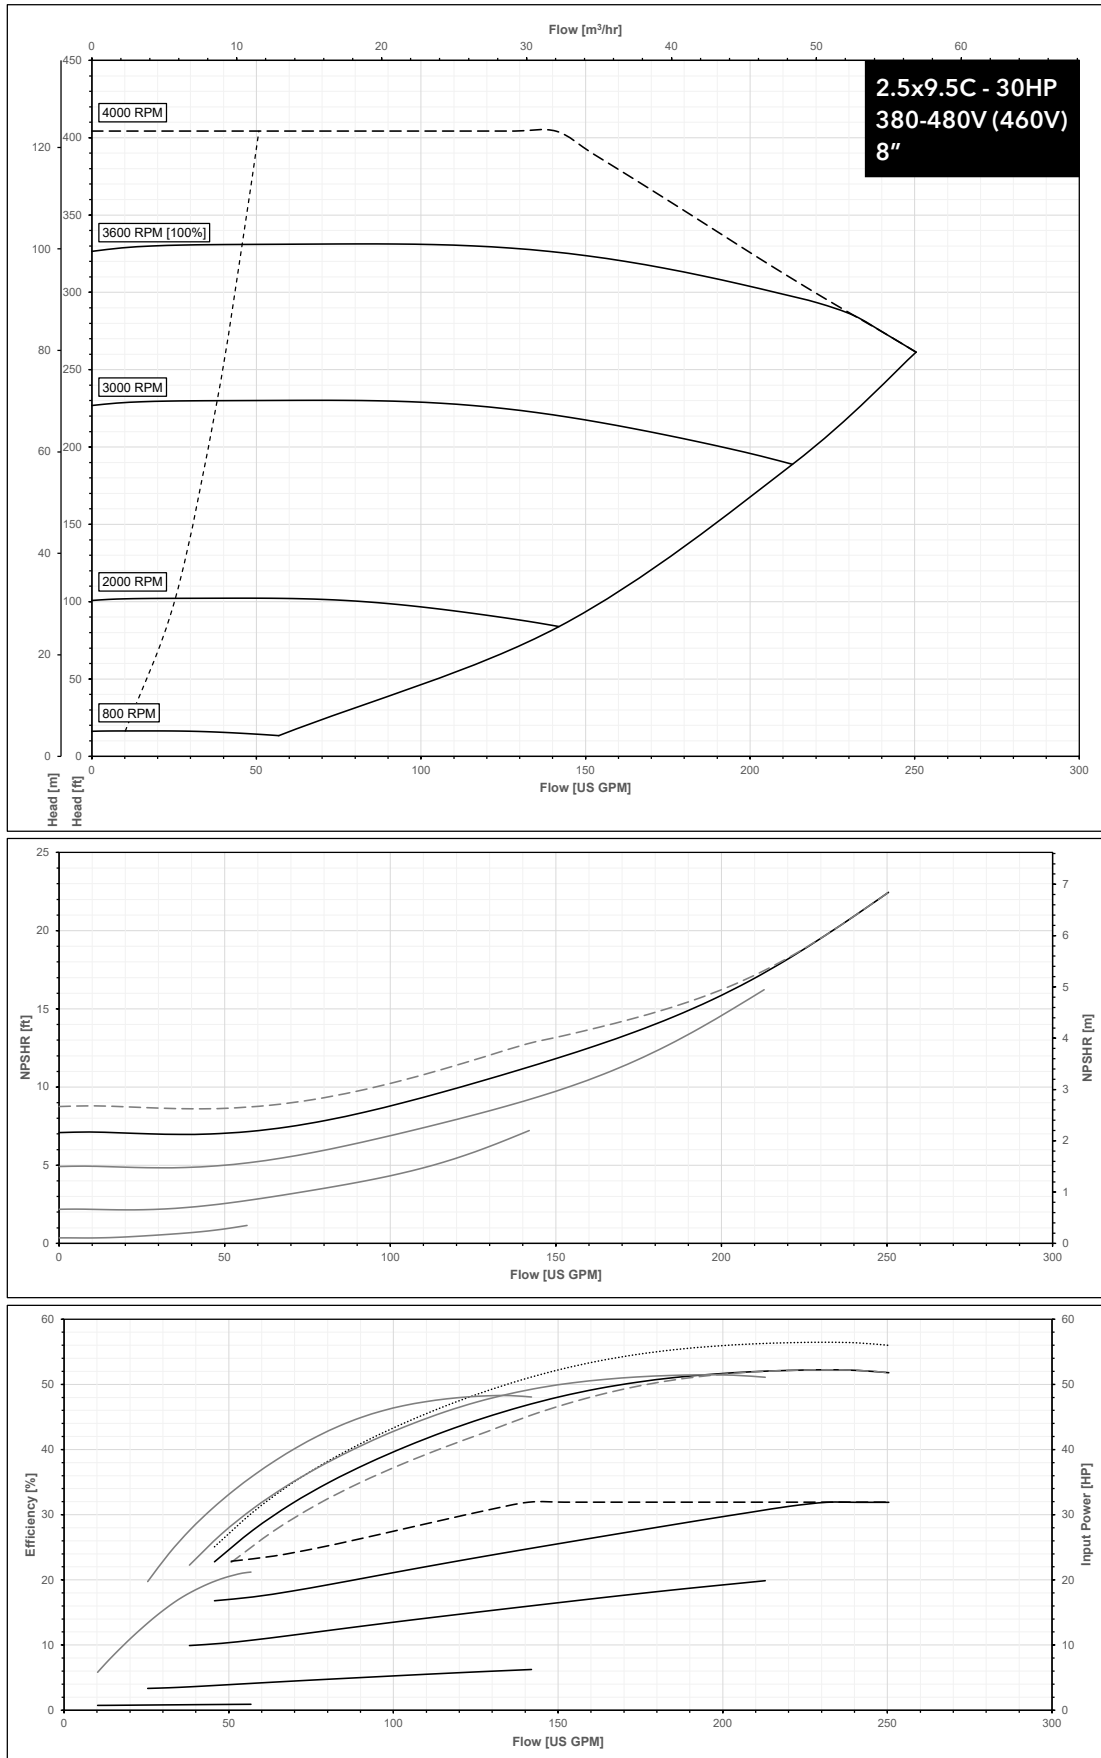 Flow [m³/hr]
0 10 20 30 40 50 60
2.5x9.5C - 30HP
380-480V (460V)
8"
450
400
350
300
250
200
150
100
50
0
120
100
80
60
40
20
0
4000 RPM
3600 RPM [100%]
3000 RPM
2000 RPM
800 RPM
0 50 100 150 200 250 300
Flow [US GPM]
Head [m]
Head [ft]
25
20
15
10
5
0
NPSHR [ft]
7
6
5
4
3
2
1
0
NPSHR [m]
0 50 100 150 200 250 300
Flow [US GPM]
60
50
40
30
20
10
0
Efficiency [%]
60
50
40
30
20
10
0
Input Power [HP]
0 50 100 150 200 250 300
Flow [US GPM]